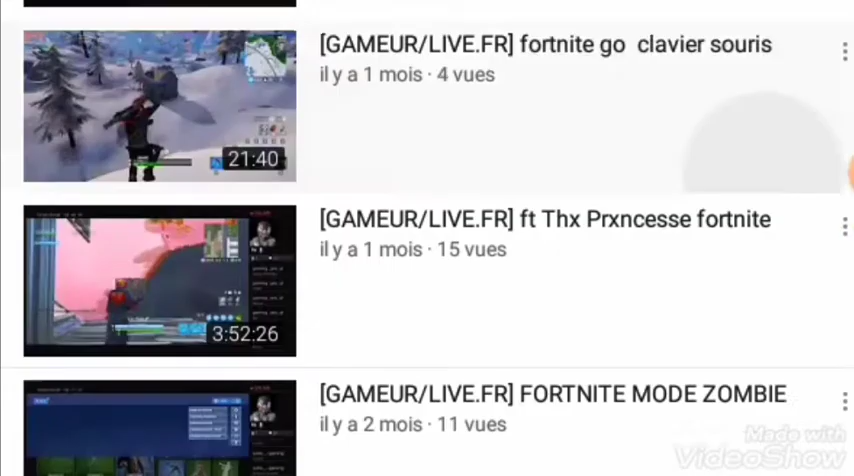 [GAMEUR/LIVE.FR] fortnite go clavier souris
il y a 1 mois · 4 vues
21:40
[GAMEUR/LIVE.FR] ft Thx Prxncesse fortnite
il y a 1 mois · 15 vues
3:52:26
[GAMEUR/LIVE.FR] FORTNITE MODE ZOMBIE
il y a 2 mois · 11 vues
Made with
VideoShow